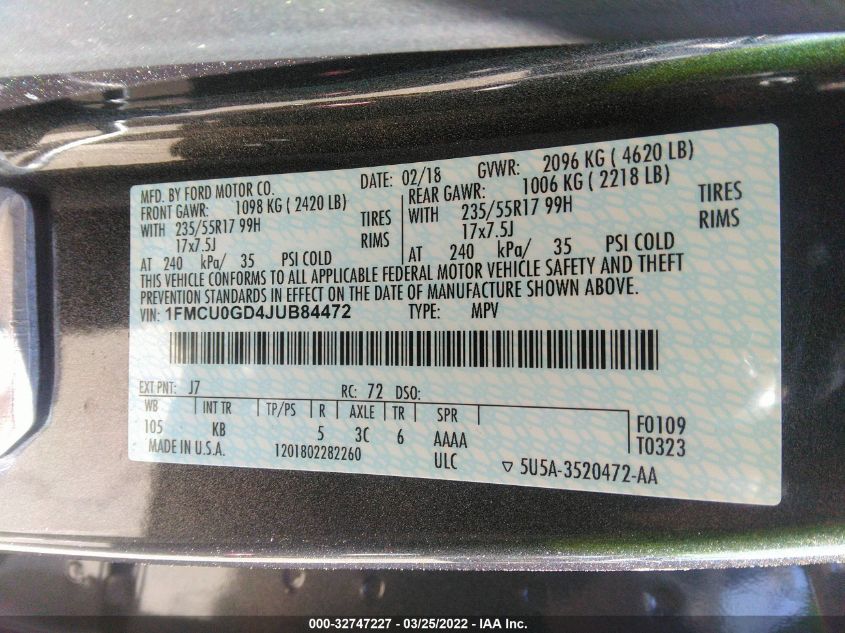 MFD. BY FORD MOTOR CO.
DATE: 02/18 GVWR: 2096 KG ( 4620 LB)
FRONT GAWR: 1098 KG ( 2420 LB)
WITH 235/55R17 99H TIRES
17x7.5J RIMS
AT 240 kPa/ 35 PSI COLD
REAR GAWR: 1006 KG ( 2218 LB)
WITH 235/55R17 99H TIRES
17x7.5J RIMS
AT 240 kPa/ 35 PSI COLD
THIS VEHICLE CONFORMS TO ALL APPLICABLE FEDERAL MOTOR VEHICLE SAFETY AND THEFT
PREVENTION STANDARDS IN EFFECT ON THE DATE OF MANUFACTURE SHOWN ABOVE.
VIN: 1FMCU0GD4JUB84472 TYPE: MPV
EXT PNT: J7 RC: 72 DSO:
WB INT TR TP/PS R AXLE TR SPR
105 KB 5 3C 6 AAAA
F0109
T0323
MADE IN U.S.A. 1201802282260 ULC
▽ 5U5A-3520472-AA
000-32747227 - 03/25/2022 - IAA Inc.